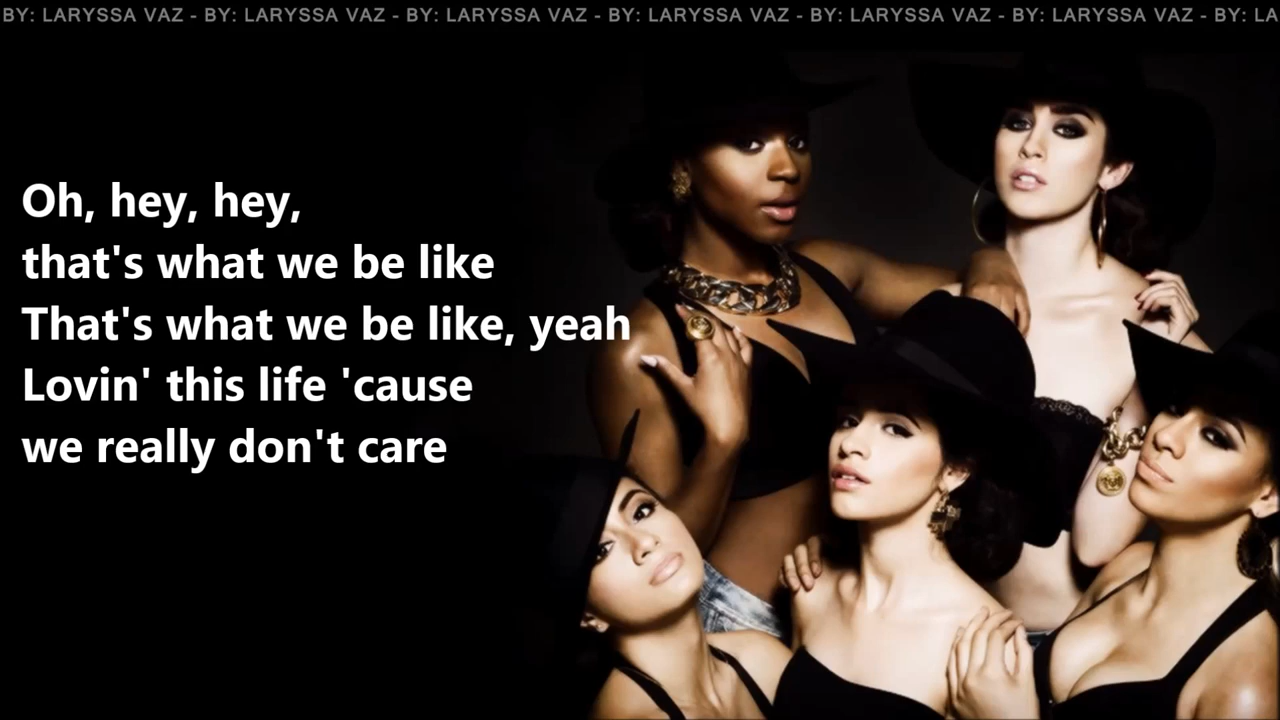 BY: LARYSSA VAZ - BY: LARYSSA VAZ - BY: LARYSSA VAZ - BY: LARYSSA VAZ - BY: LARYSSA VAZ - BY: LARYSSA VAZ - BY: LA
Oh, hey, hey,
that's what we be like
That's what we be like, yeah
Lovin' this life 'cause
we really don't care